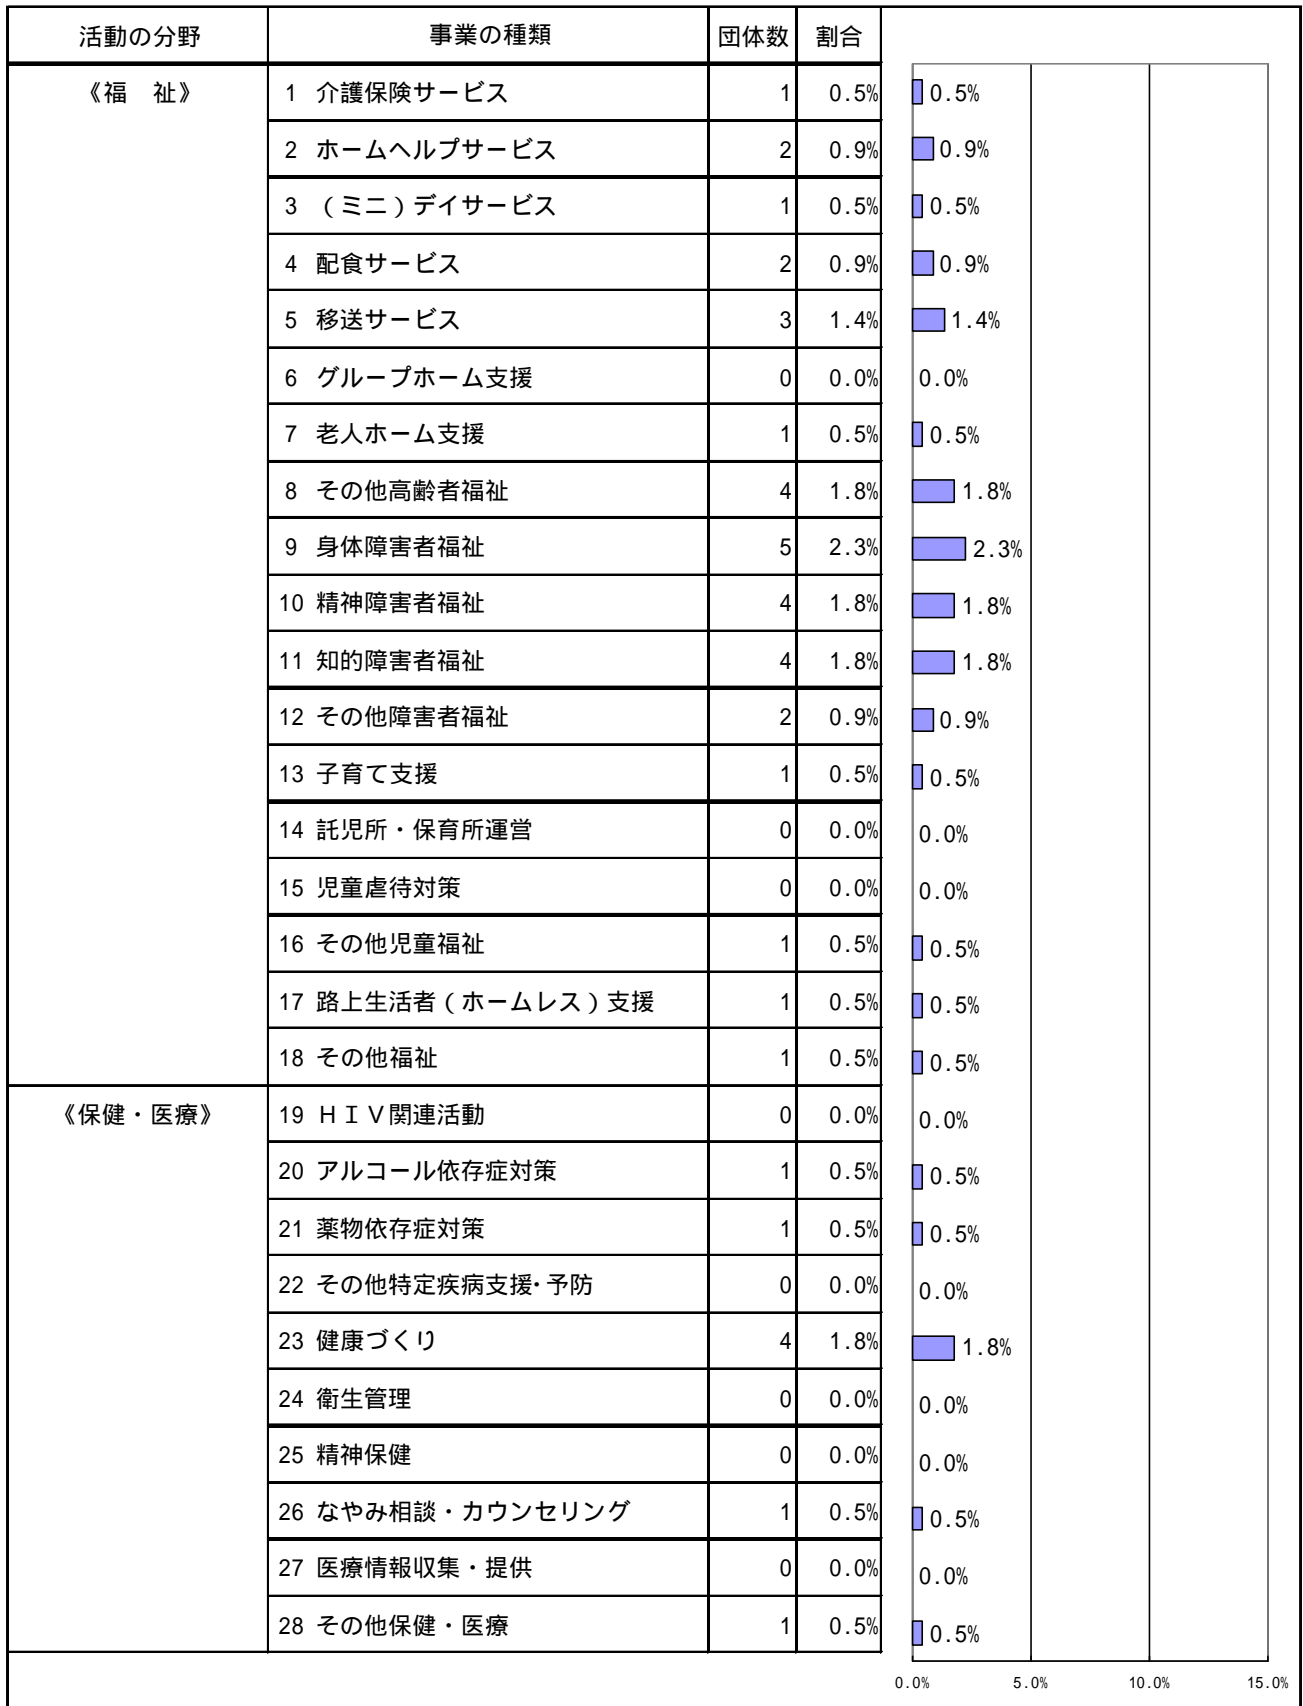 活動の分野 事業の種類 団体数 割合
《福　祉》 1 介護保険サービス 1 0.5% 0.5%
2 ホームヘルプサービス 2 0.9% 0.9%
3 （ミニ）デイサービス 1 0.5% 0.5%
4 配食サービス 2 0.9% 0.9%
5 移送サービス 3 1.4% 1.4%
6 グループホーム支援 0 0.0% 0.0%
7 老人ホーム支援 1 0.5% 0.5%
8 その他高齢者福祉 4 1.8% 1.8%
9 身体障害者福祉 5 2.3% 2.3%
10 精神障害者福祉 4 1.8% 1.8%
11 知的障害者福祉 4 1.8% 1.8%
12 その他障害者福祉 2 0.9% 0.9%
13 子育て支援 1 0.5% 0.5%
14 託児所・保育所運営 0 0.0% 0.0%
15 児童虐待対策 0 0.0% 0.0%
16 その他児童福祉 1 0.5% 0.5%
17 路上生活者（ホームレス）支援 1 0.5% 0.5%
18 その他福祉 1 0.5% 0.5%
《保健・医療》 19 ＨＩＶ関連活動 0 0.0% 0.0%
20 アルコール依存症対策 1 0.5% 0.5%
21 薬物依存症対策 1 0.5% 0.5%
22 その他特定疾病支援･予防 0 0.0% 0.0%
23 健康づくり 4 1.8% 1.8%
24 衛生管理 0 0.0% 0.0%
25 精神保健 0 0.0% 0.0%
26 なやみ相談・カウンセリング 1 0.5% 0.5%
27 医療情報収集・提供 0 0.0% 0.0%
28 その他保健・医療 1 0.5% 0.5%
0.0% 5.0% 10.0% 15.0%